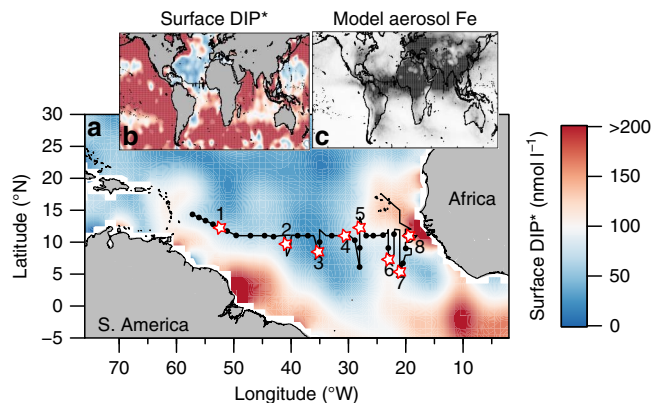 Surface DIP*
Model aerosol Fe
b
c
a
30
25
20
15
10
5
0
−5
Latitude (°N)
1
2
3
4
5
6
7
8
Africa
S. America
70
60
50
40
30
20
10
Longitude (°W)
>200
150
100
50
0
Surface DIP* (nmol l−1)